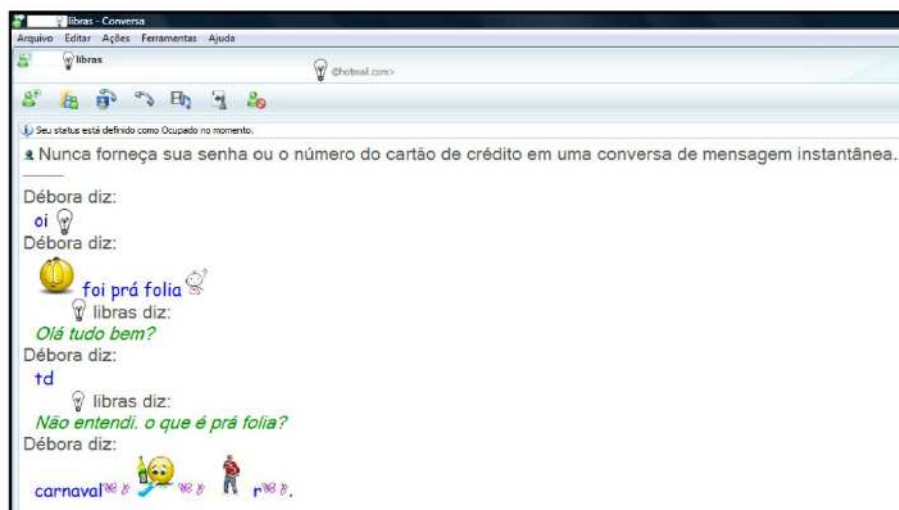 libras - Conversa
Arquivo Editar Ações Ferramentas Ajuda
libras
@hotmail.com>
Seu status está definido como Ocupado no momento.
Nunca forneça sua senha ou o número do cartão de crédito em uma conversa de mensagem instantânea.
Débora diz:
oi
Débora diz:
foi prá folia
libras diz:
Olá tudo bem?
Débora diz:
td
libras diz:
Não entendi. o que é prá folia?
Débora diz:
carnaval r .